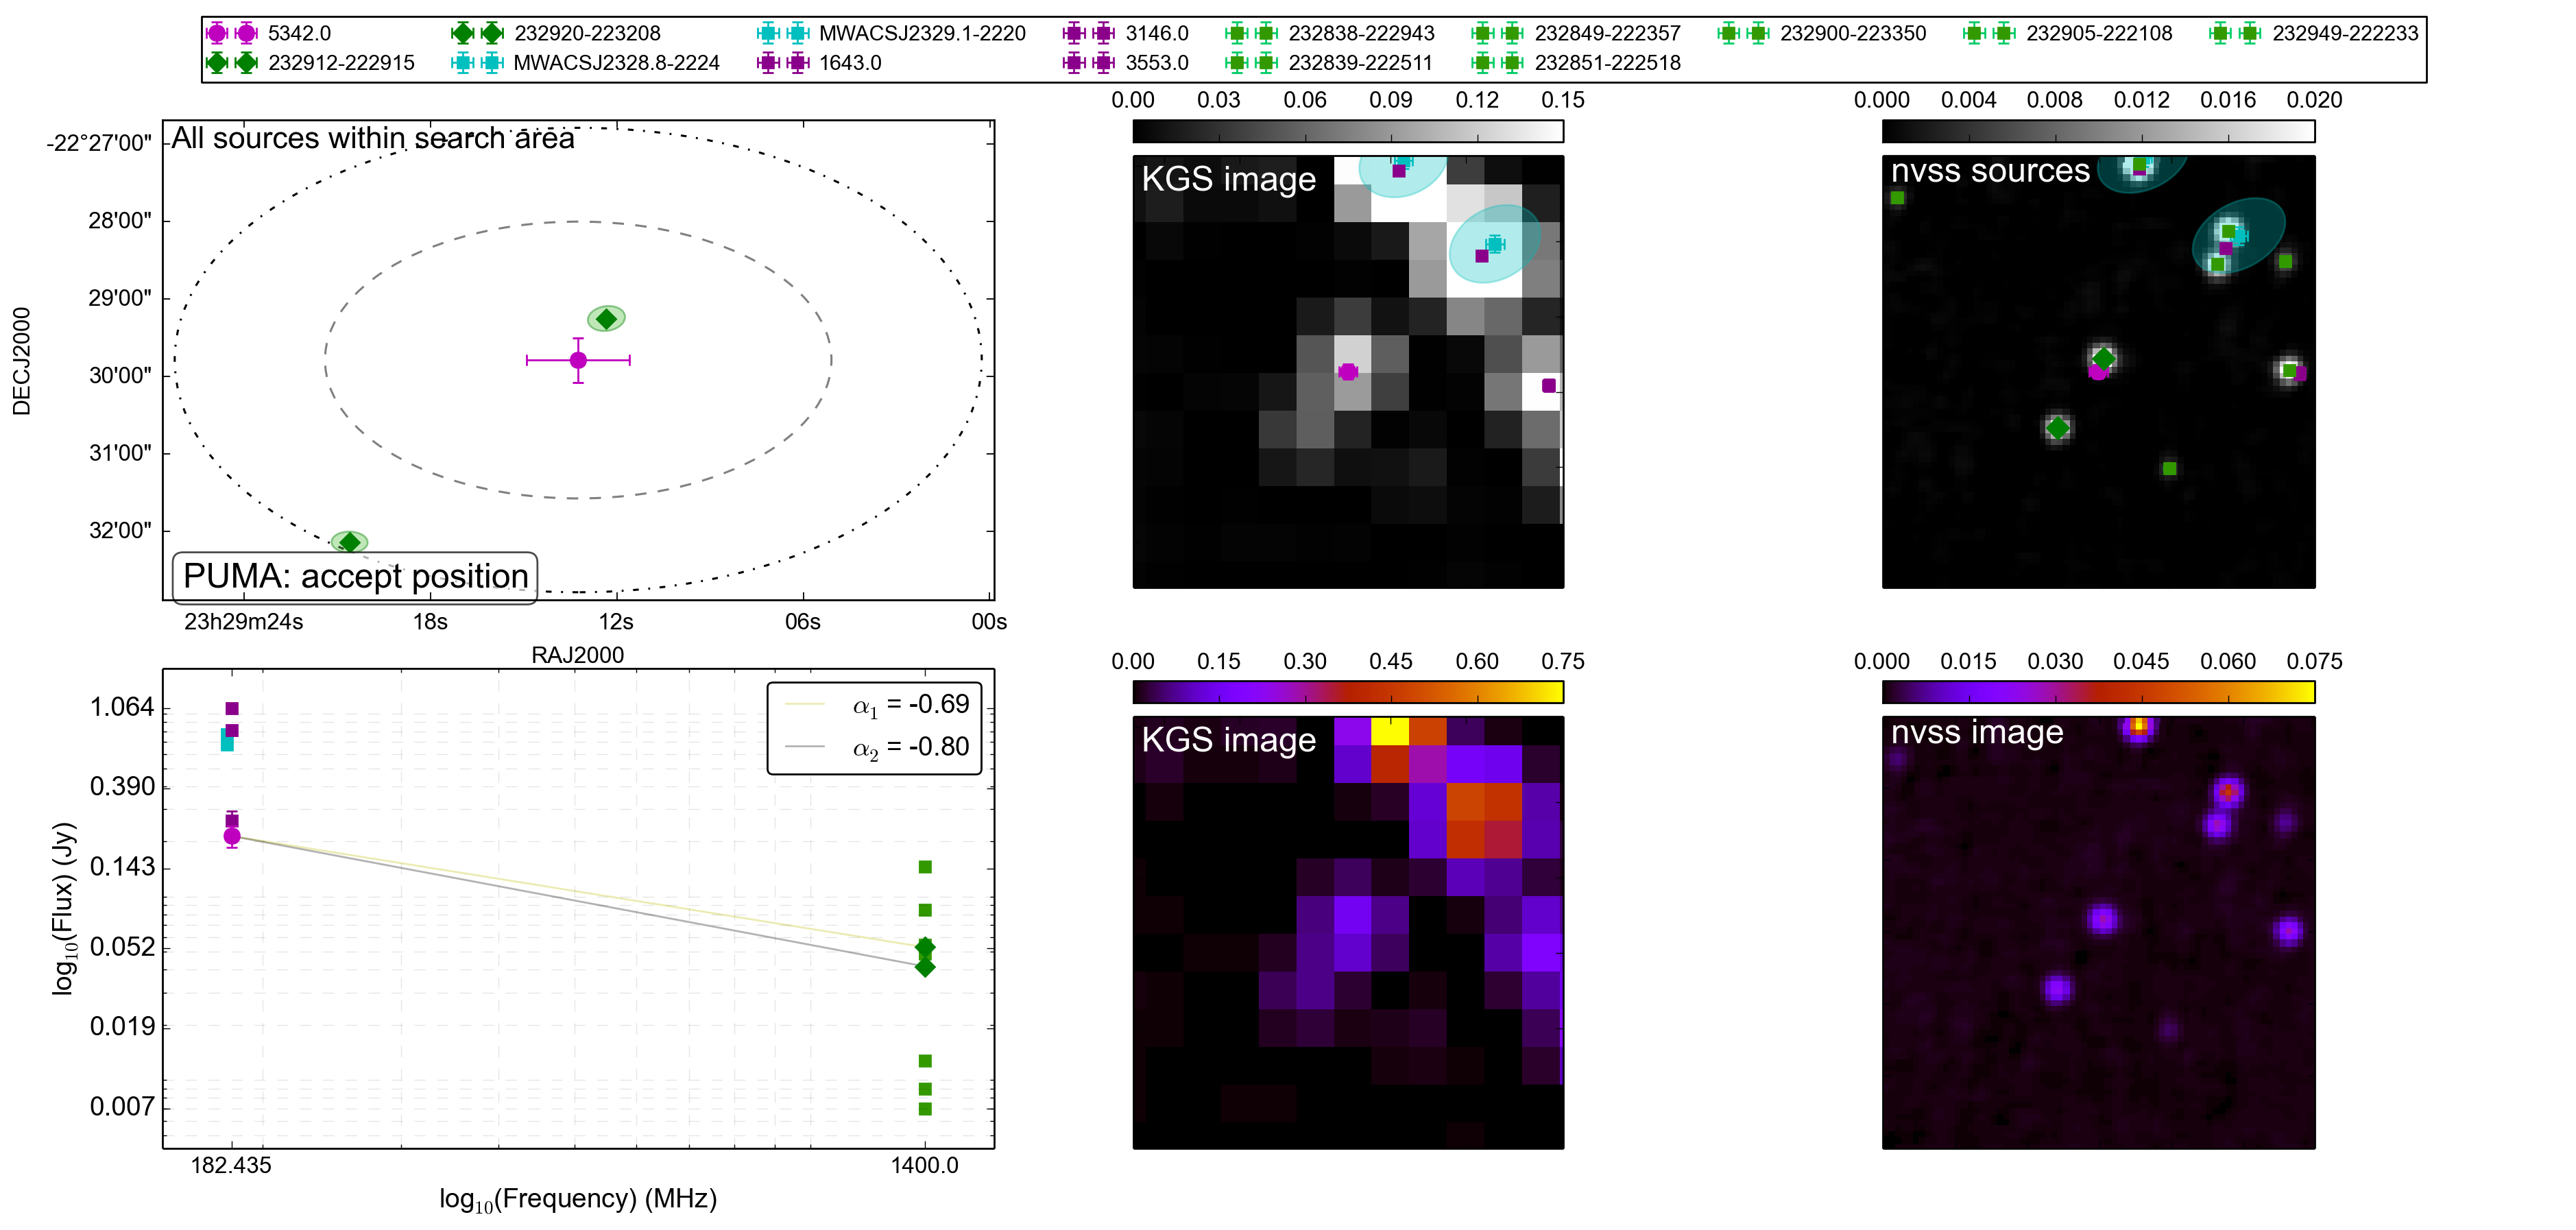 5342.0 232920-223208 MWACSJ2329.1-2220 3146.0 232838-222943 232849-222357 232900-223350 232905-222108 232949-222233
232912-222915 MWACSJ2328.8-2224 1643.0 3553.0 232839-222511 232851-222518
0.00 0.03 0.06 0.09 0.12 0.15
0.000 0.004 0.008 0.012 0.016 0.020
All sources within search area
KGS image
nvss sources
-22°27'00"
28'00"
29'00"
30'00"
31'00"
32'00"
DECJ2000
PUMA: accept position
23h29m24s 18s 12s 06s 00s
RAJ2000
0.00 0.15 0.30 0.45 0.60 0.75
0.000 0.015 0.030 0.045 0.060 0.075
α1 = -0.69
α2 = -0.80
KGS image
nvss image
1.064
0.390
0.143
0.052
0.019
0.007
log10(Flux) (Jy)
182.435 1400.0
log10(Frequency) (MHz)